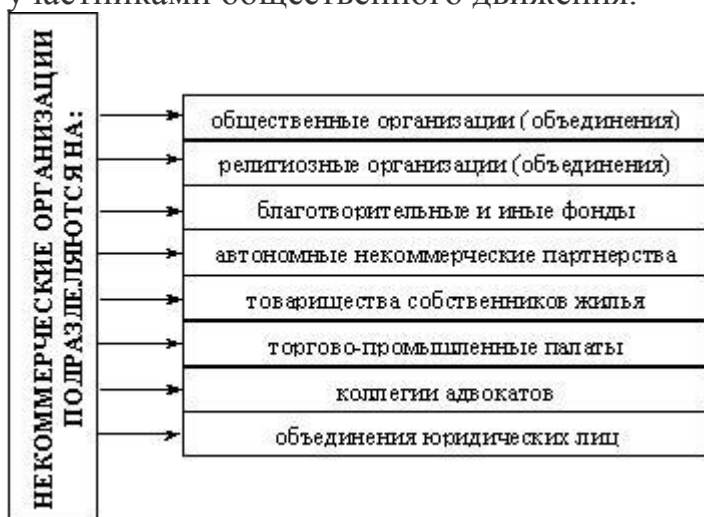 участниками общественного движения.
НЕКОММЕРЧЕСКИЕ ОРГАНИЗАЦИИ
ПОДРАЗДЕЛЯЮТСЯ НА:
общественные организации (объединения)
религиозные организации (объединения)
благотворительные и иные фонды
автономные некоммерческие партнерства
товарищества собственников жилья
торгово-промышленные палаты
коллегии адвокатов
объединения юридических лиц